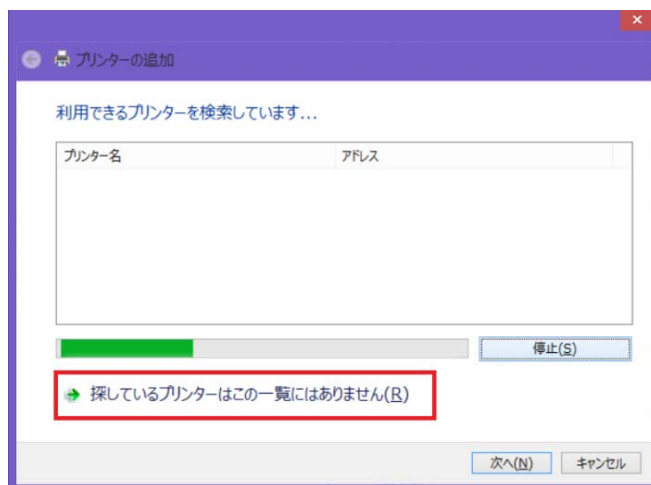 プリンターの追加
利用できるプリンターを検索しています...
プリンター名 アドレス
停止(S)
探しているプリンターはこの一覧にはありません(R)
次へ(N) キャンセル